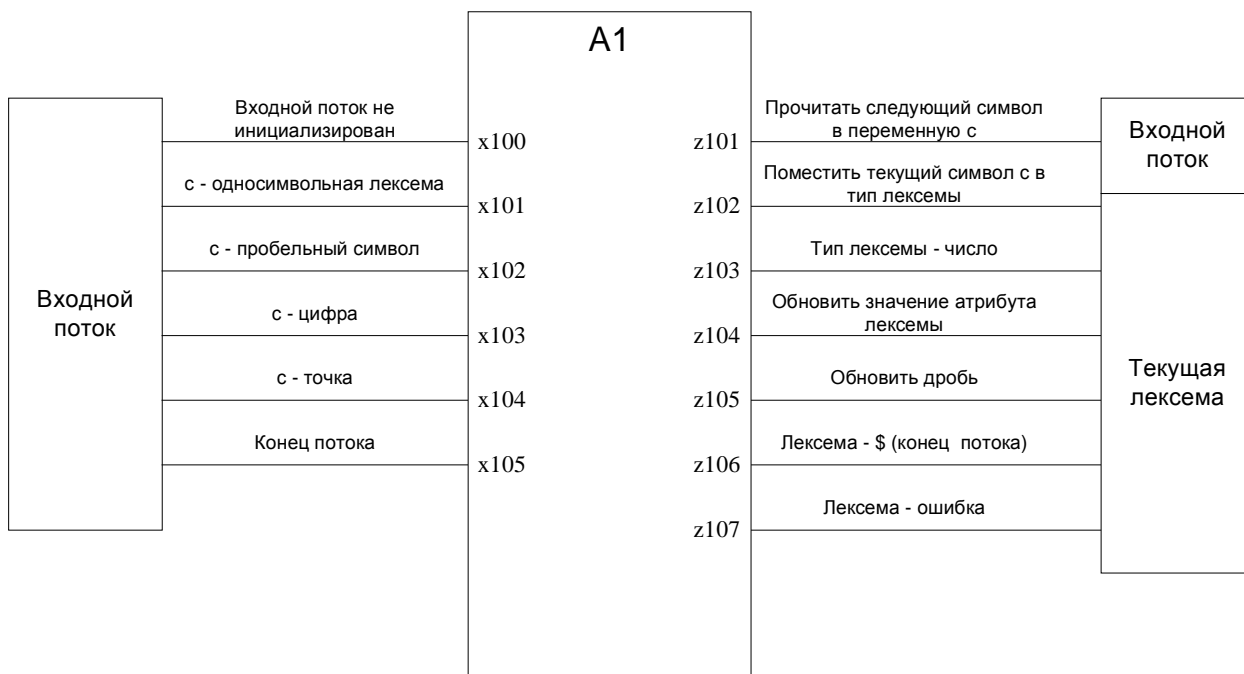 A1
Входной
поток
Входной поток не
инициализирован
x100
с - односимвольная лексема
x101
с - пробельный символ
x102
с - цифра
x103
с - точка
x104
Конец потока
x105
Прочитать следующий символ
в переменную с
z101
Поместить текущий символ с в
тип лексемы
z102
Тип лексемы - число
z103
Обновить значение атрибута
лексемы
z104
Обновить дробь
z105
Лексема - $ (конец потока)
z106
Лексема - ошибка
z107
Входной
поток
Текущая
лексема